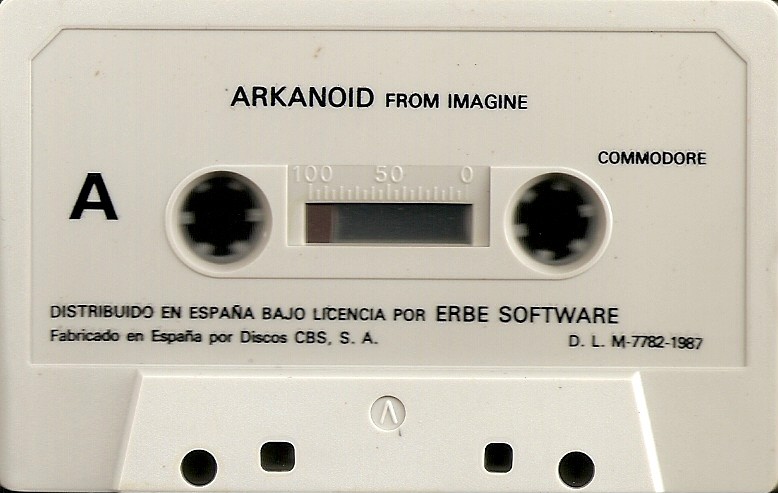 ARKANOID FROM IMAGINE
COMMODORE
100 50 0
A
DISTRIBUIDO EN ESPAÑA BAJO LICENCIA POR ERBE SOFTWARE
Fabricado en España por Discos CBS, S. A.
D. L. M-7782-1987